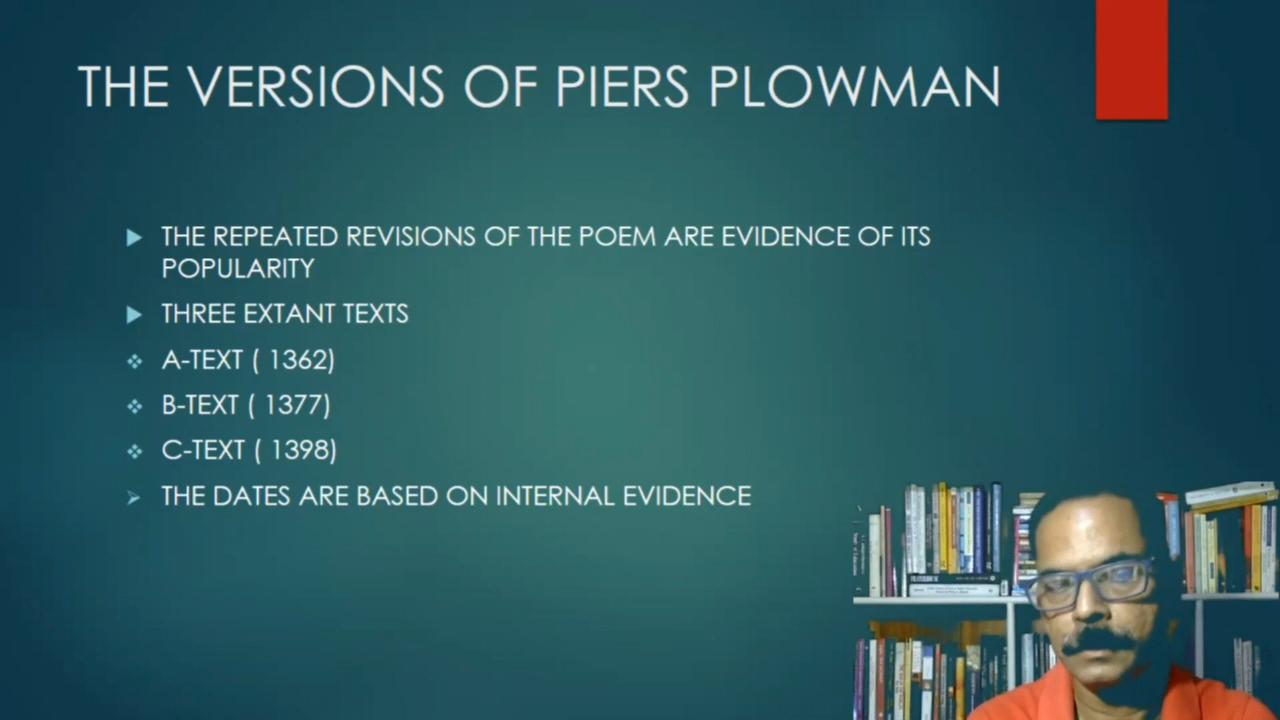 THE VERSIONS OF PIERS PLOWMAN
THE REPEATED REVISIONS OF THE POEM ARE EVIDENCE OF ITS
POPULARITY
THREE EXTANT TEXTS
A-TEXT ( 1362)
B-TEXT ( 1377)
C-TEXT ( 1398)
THE DATES ARE BASED ON INTERNAL EVIDENCE